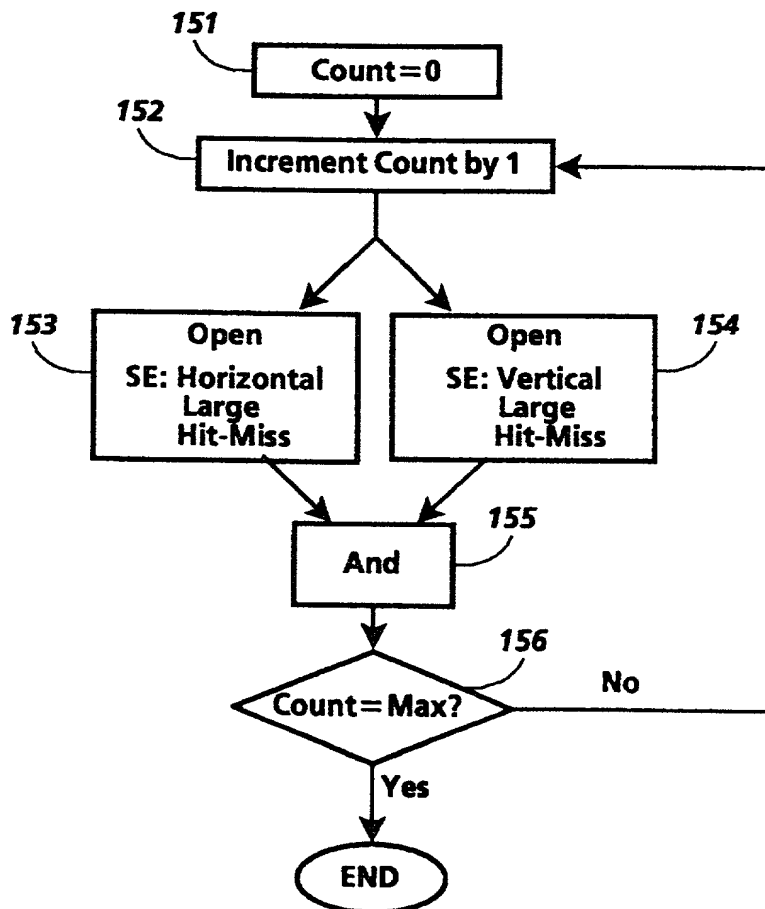 151
Count=0
152
Increment Count by 1
153
Open
SE: Horizontal
Large
Hit-Miss
154
Open
SE: Vertical
Large
Hit-Miss
155
And
156
Count=Max?
No
Yes
END